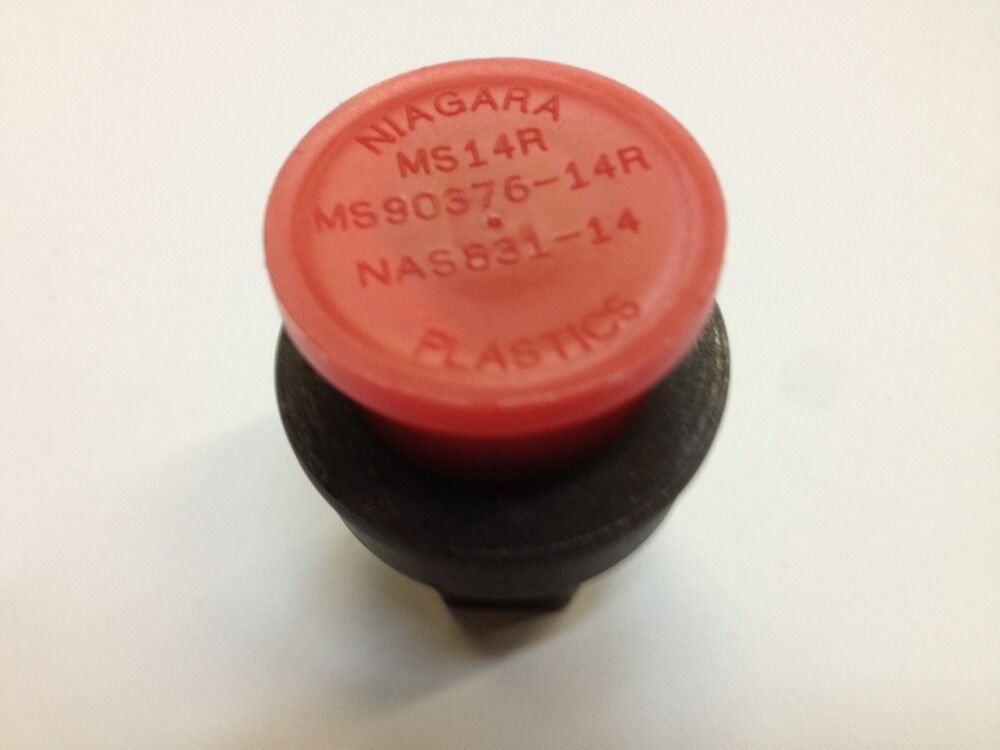 NIAGARA
MS14R
MS90376-14R
NAS831-14
PLASTICS